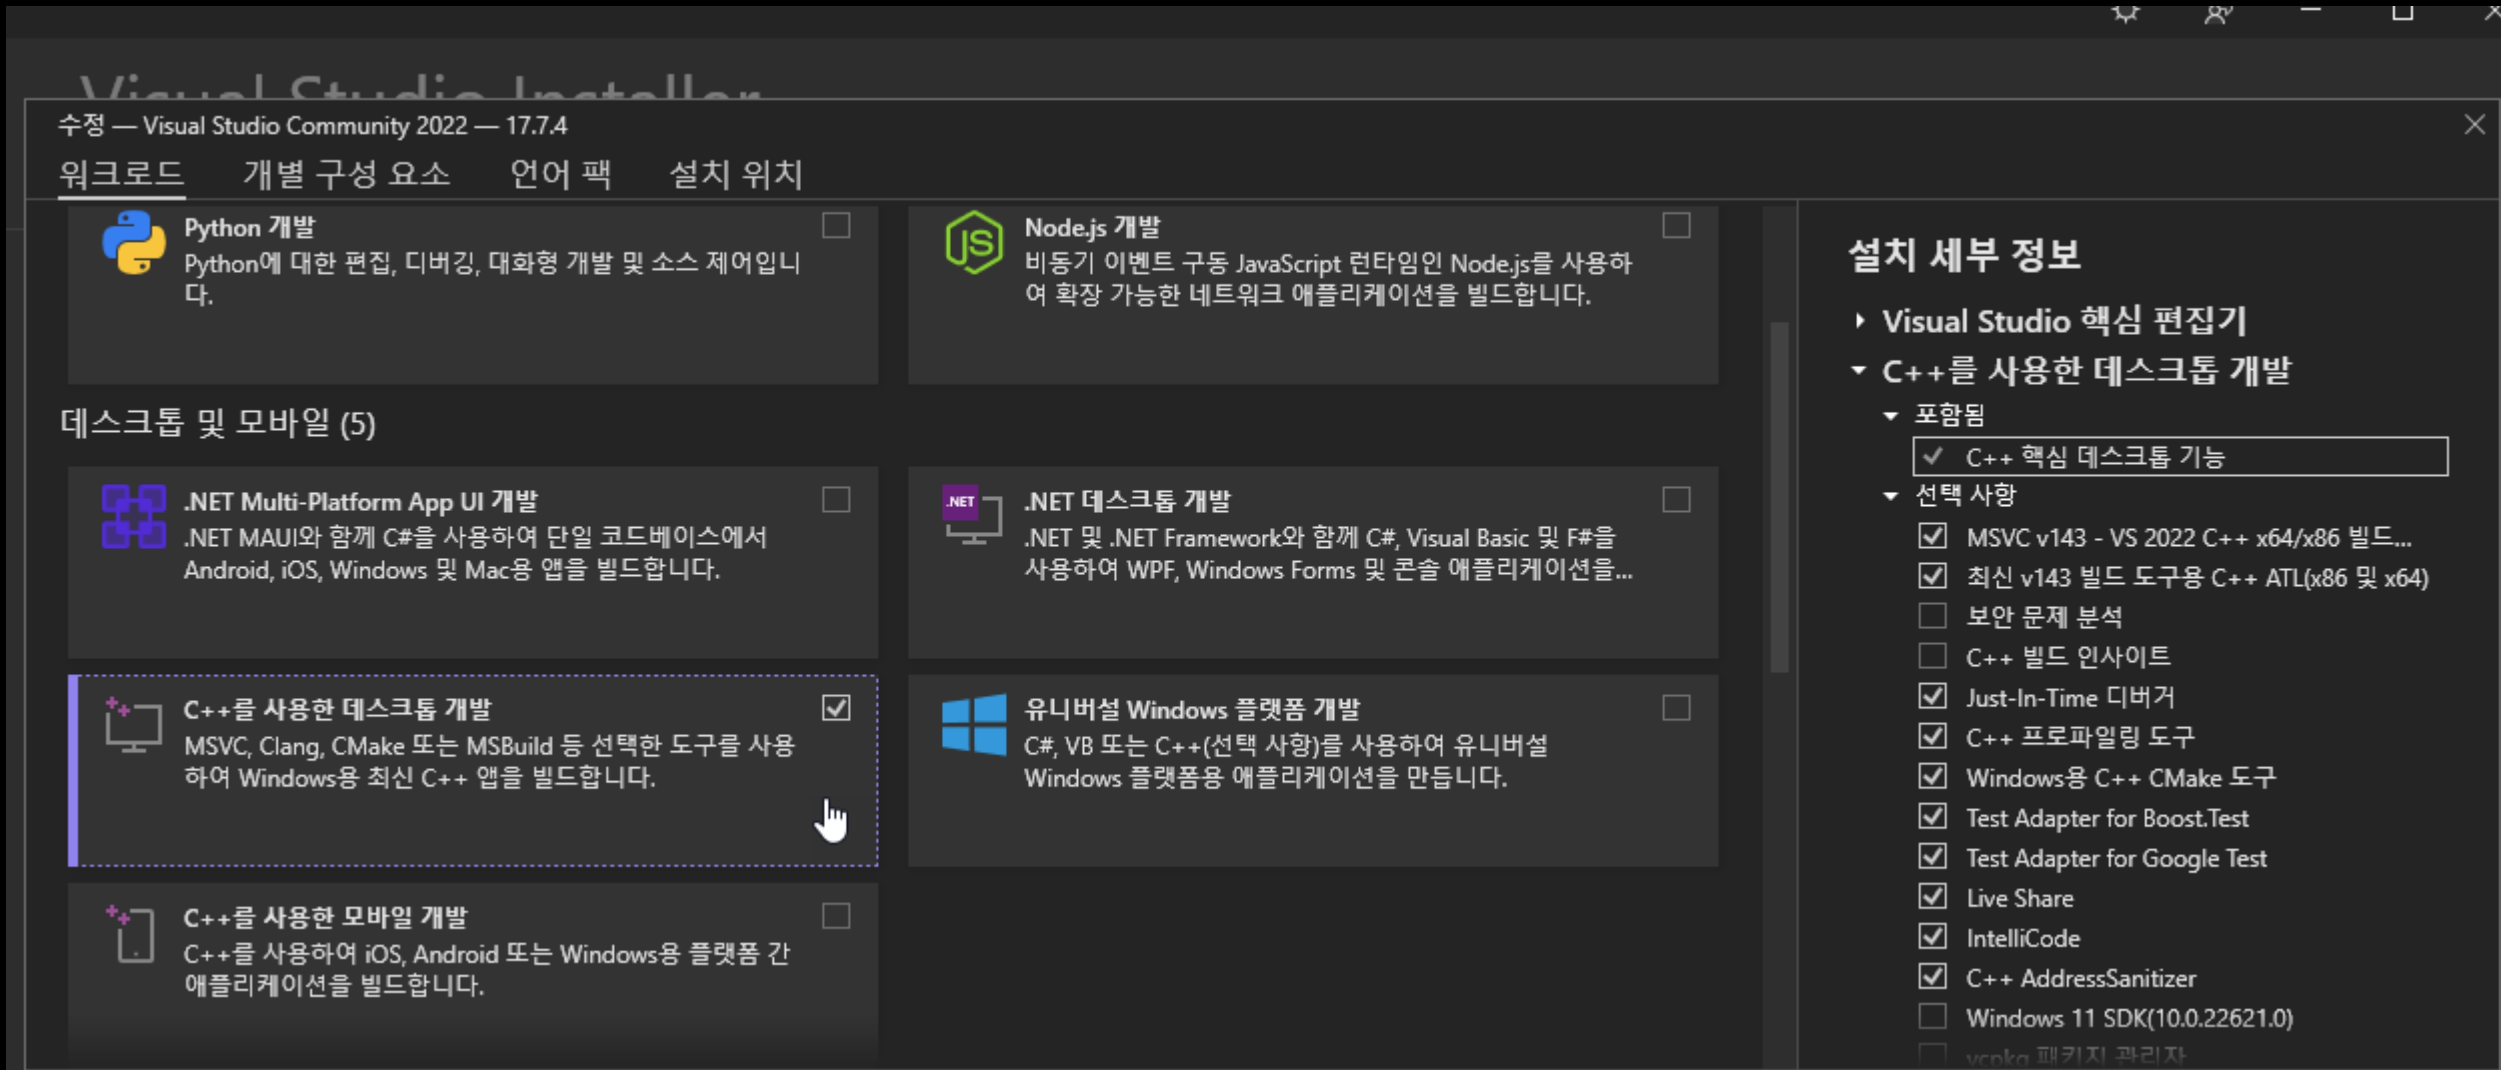 Visual Studio Installer
수정 — Visual Studio Community 2022 — 17.7.4
워크로드 개별 구성 요소 언어 팩 설치 위치
Python 개발
Python에 대한 편집, 디버깅, 대화형 개발 및 소스 제어입니
다.
Node.js 개발
비동기 이벤트 구동 JavaScript 런타임인 Node.js를 사용하
여 확장 가능한 네트워크 애플리케이션을 빌드합니다.
데스크톱 및 모바일 (5)
.NET Multi-Platform App UI 개발
.NET MAUI와 함께 C#을 사용하여 단일 코드베이스에서
Android, iOS, Windows 및 Mac용 앱을 빌드합니다.
.NET
.NET 데스크톱 개발
.NET 및 .NET Framework와 함께 C#, Visual Basic 및 F#을
사용하여 WPF, Windows Forms 및 콘솔 애플리케이션을...
C++를 사용한 데스크톱 개발
MSVC, Clang, CMake 또는 MSBuild 등 선택한 도구를 사용
하여 Windows용 최신 C++ 앱을 빌드합니다.
유니버설 Windows 플랫폼 개발
C#, VB 또는 C++(선택 사항)를 사용하여 유니버설
Windows 플랫폼용 애플리케이션을 만듭니다.
C++를 사용한 모바일 개발
C++를 사용하여 iOS, Android 또는 Windows용 플랫폼 간
애플리케이션을 빌드합니다.
설치 세부 정보
Visual Studio 핵심 편집기
C++를 사용한 데스크톱 개발
포함됨
C++ 핵심 데스크톱 기능
선택 사항
MSVC v143 - VS 2022 C++ x64/x86 빌드...
최신 v143 빌드 도구용 C++ ATL(x86 및 x64)
보안 문제 분석
C++ 빌드 인사이트
Just-In-Time 디버거
C++ 프로파일링 도구
Windows용 C++ CMake 도구
Test Adapter for Boost.Test
Test Adapter for Google Test
Live Share
IntelliCode
C++ AddressSanitizer
Windows 11 SDK(10.0.22621.0)
vcpkg 패키지 관리자